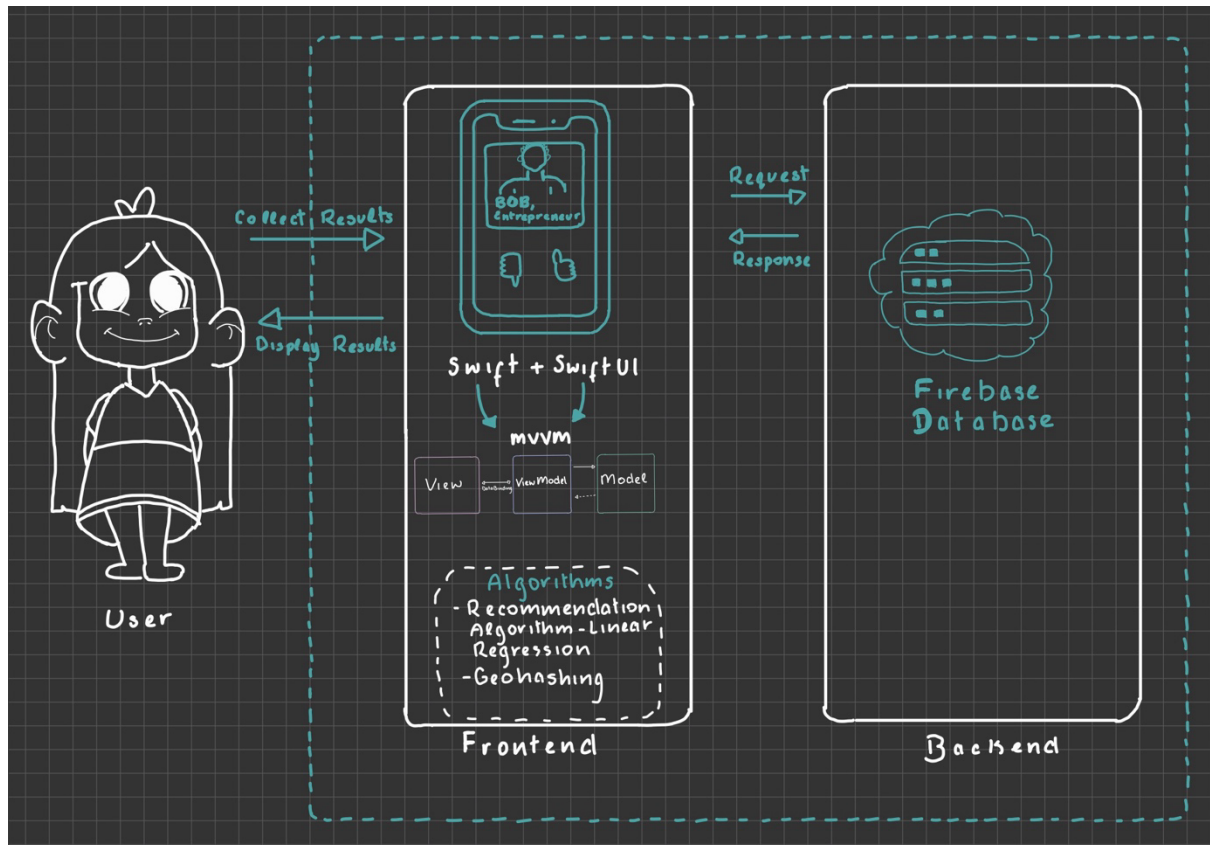 Collect Results
Display Results
User
BOB,
Entrepreneur
Swift + SwiftUI
MVVM
View
DataBinding
ViewModel
Model
Algorithms
- Recommendation
Algorithm - Linear
Regression
- Geohashing
Frontend
Request
Response
Firebase
Database
Backend